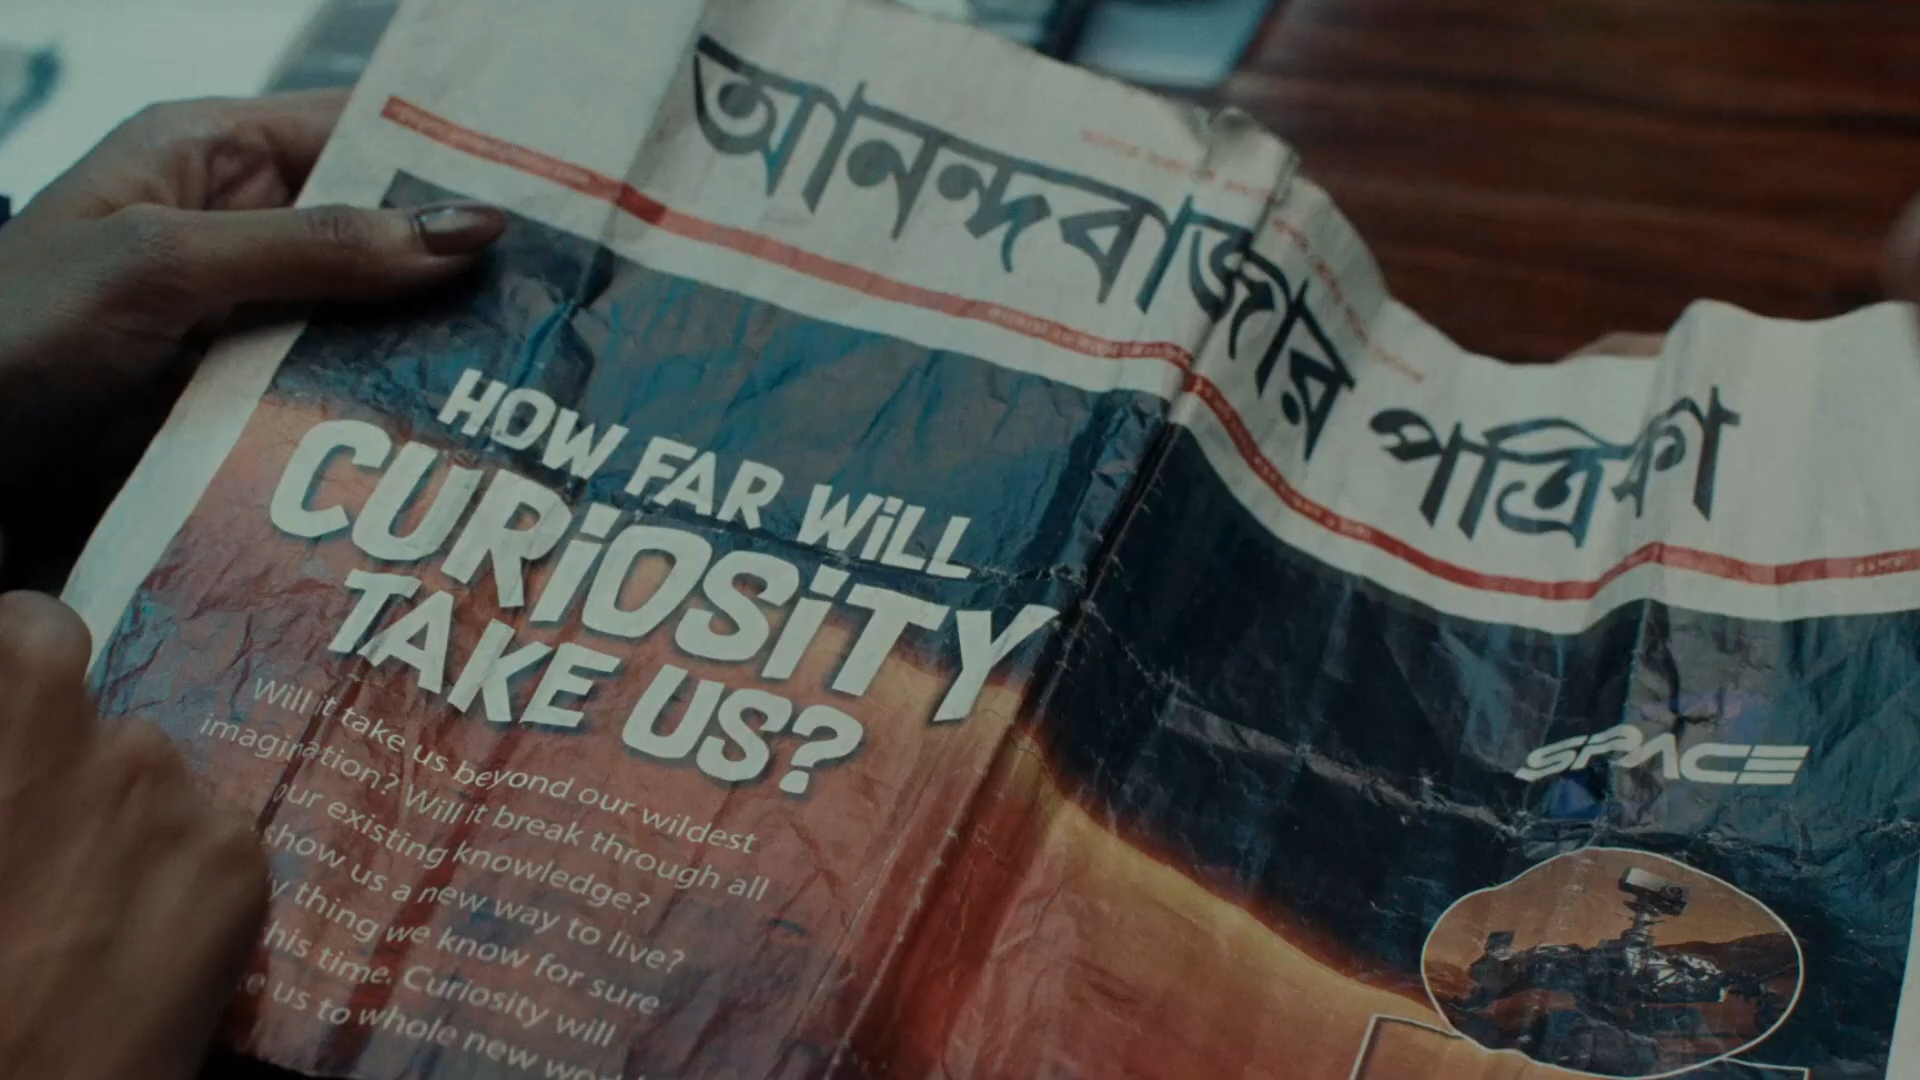 আনন্দবাজার পত্রিকা
HOW FAR WiLL
CURiOSiTY
TAKE US?
Will it take us beyond our wildest
imagination? Will it break through all
our existing knowledge?
show us a new way to live?
thing we know for sure
his time. Curiosity will
us to whole new
SPACE